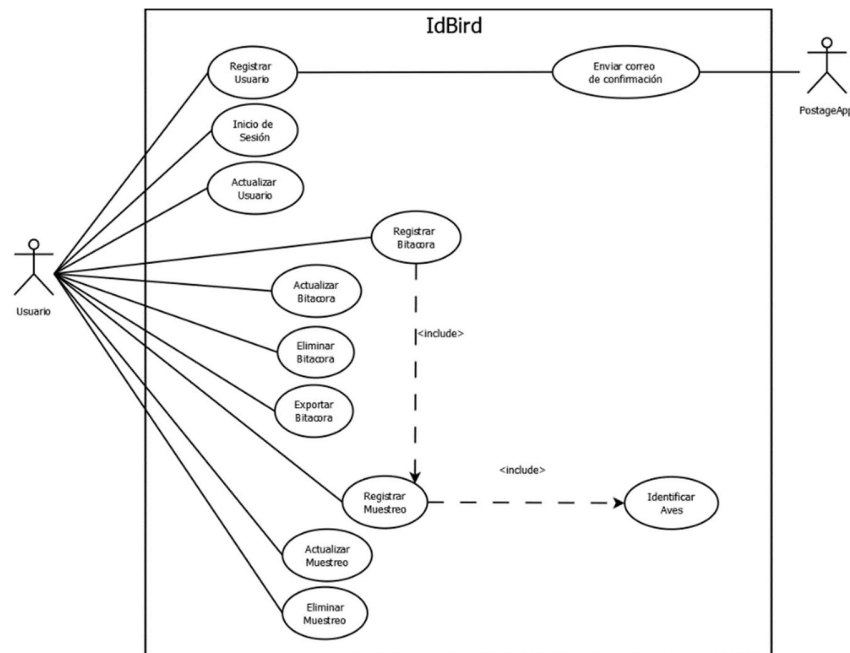 IdBird
Registrar
Usuario
Enviar correo
de confirmación
PostageApp
Inicio de
Sesión
Actualizar
Usuario
Registrar
Bitacora
Usuario
Actualizar
Bitacora
<include>
Eliminar
Bitacora
Exportar
Bitacora
<include>
Registrar
Muestreo
Identificar
Aves
Actualizar
Muestreo
Eliminar
Muestreo